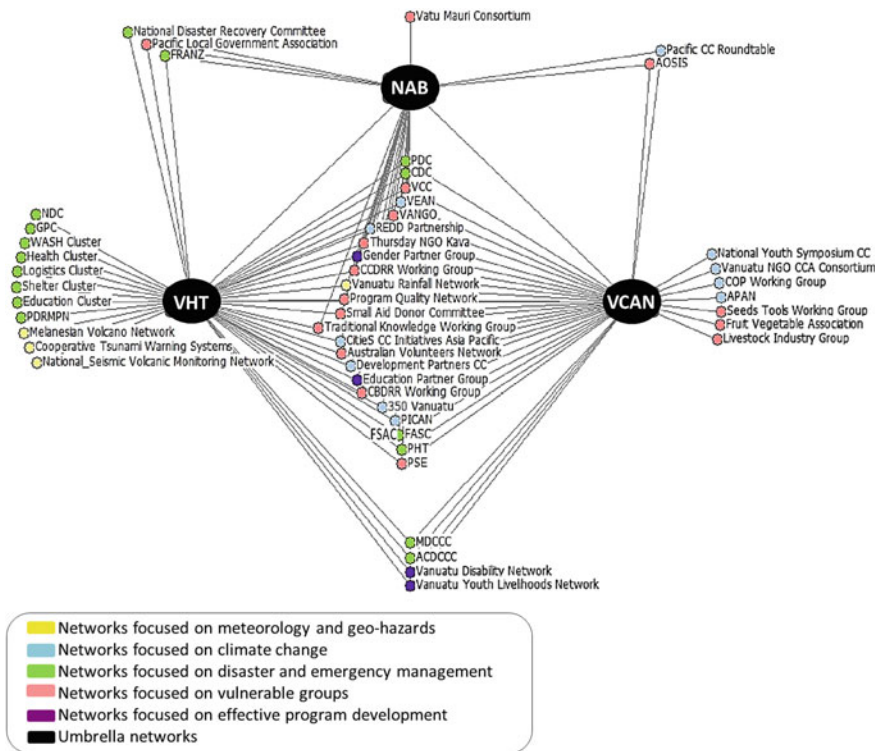 Vatu Mauri Consortium
National Disaster Recovery Committee
Pacific Local Government Association
FRANZ
Pacific CC Roundtable
AOSIS
NAB
PDC
CDC
VCC
VEAN
VANGO
REDD Partnership
Thursday NGO Kava
Gender Partner Group
CCDRR Working Group
Vanuatu Rainfall Network
Program Quality Network
Small Aid Donor Committee
Traditional Knowledge Working Group
CitieS CC Initiatives Asia Pacific
Australian Volunteers Network
Development Partners CC
Education Partner Group
CBDRR Working Group
350 Vanuatu
PICAN
FSAC FASC
PHT
PSE
NDC
GPC
WASH Cluster
Health Cluster
Logistics Cluster
Shelter Cluster
Education Cluster
PDRMPN
Melanesian Volcano Network
Cooperative Tsunami Warning Systems
National_Seismic Volcanic Monitoring Network
VHT
VCAN
National Youth Symposium CC
Vanuatu NGO CCA Consortium
COP Working Group
APAN
Seeds Tools Working Group
Fruit Vegetable Association
Livestock Industry Group
MDCCC
ACDCCC
Vanuatu Disability Network
Vanuatu Youth Livelhoods Network
Networks focused on meteorology and geo-hazards
Networks focused on climate change
Networks focused on disaster and emergency management
Networks focused on vulnerable groups
Networks focused on effective program development
Umbrella networks